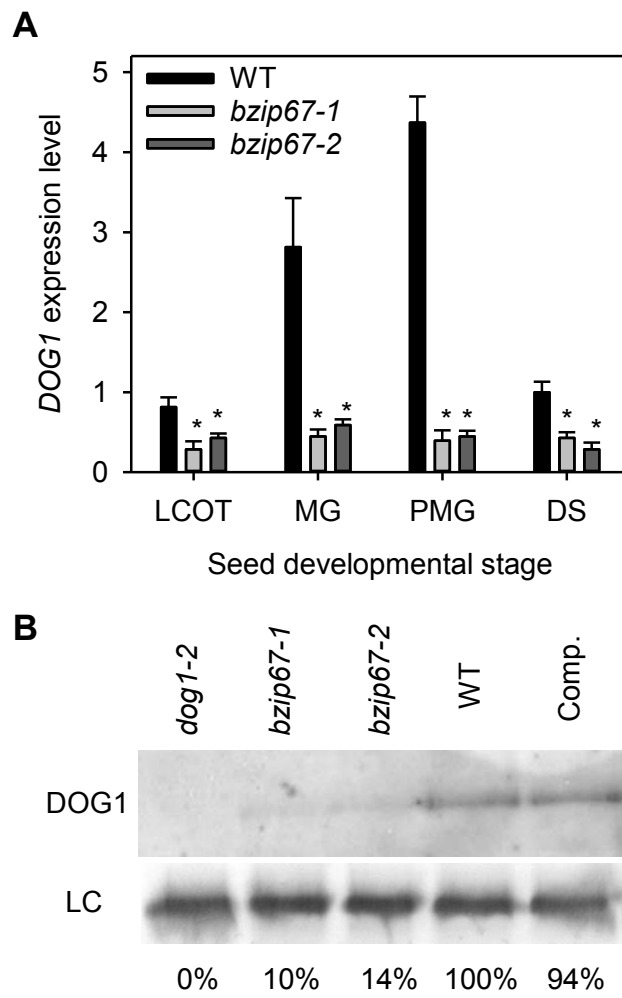 A
5
4
3
2
1
0
DOG1 expression level
WT
bzip67-1
bzip67-2
* * * * * * * *
LCOT MG PMG DS
Seed developmental stage
B
dog1-2 bzip67-1 bzip67-2 WT Comp.
DOG1
LC
0% 10% 14% 100% 94%